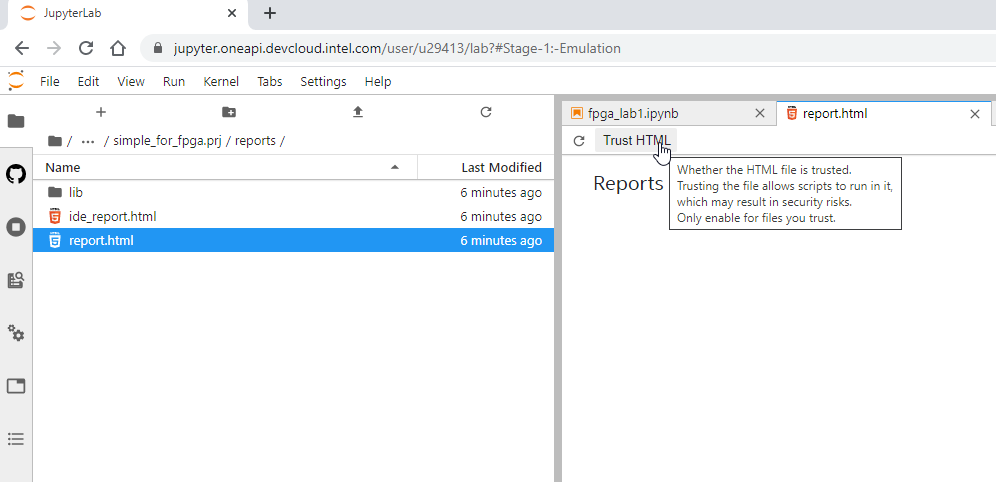 JupyterLab
jupyter.oneapi.devcloud.intel.com/user/u29413/lab?#Stage-1:-Emulation
File Edit View Run Kernel Tabs Settings Help
/ ··· / simple_for_fpga.prj / reports /
Name Last Modified
lib 6 minutes ago
ide_report.html 6 minutes ago
report.html 6 minutes ago
fpga_lab1.ipynb report.html
Trust HTML
Whether the HTML file is trusted.
Trusting the file allows scripts to run in it,
which may result in security risks.
Only enable for files you trust.
Reports